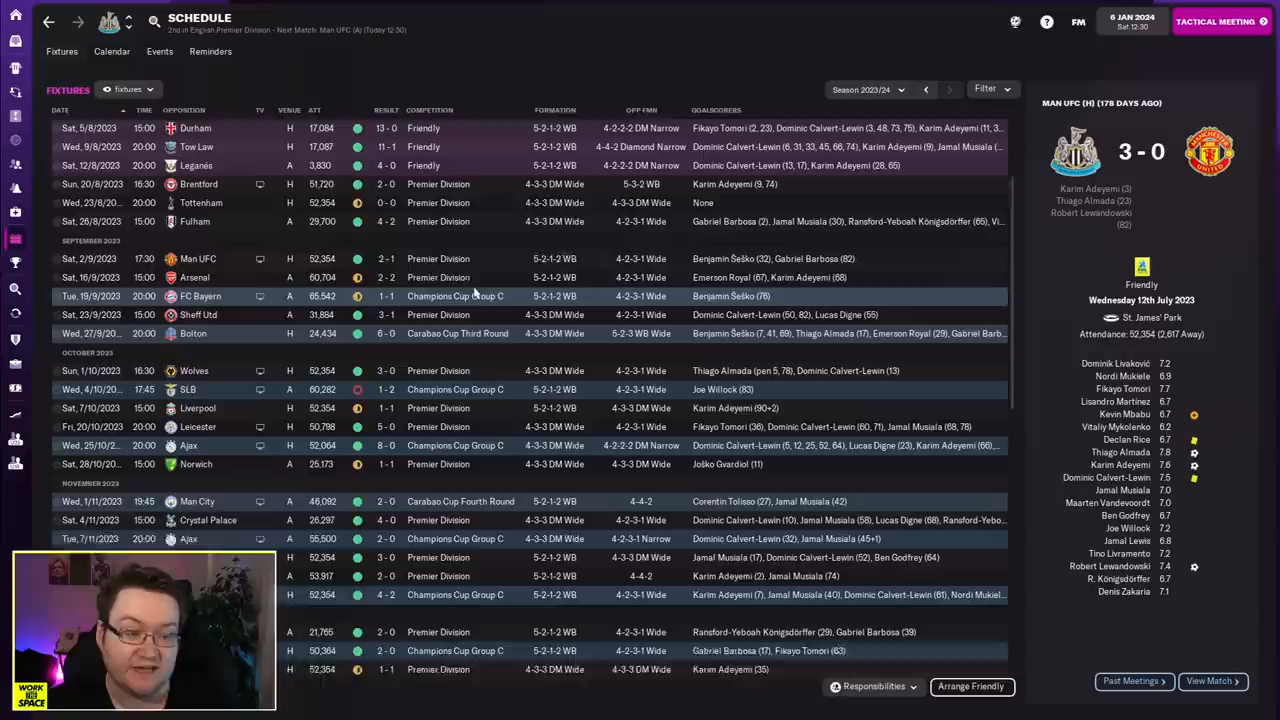 SCHEDULE
2nd in English Premier Division - Next Match: Man UFC (A) (Today 12:30)
FM
6 JAN 2024
Sat 12:30
TACTICAL MEETING
Fixtures Calendar Events Reminders
FIXTURES fixtures Season 2023/24 Filter
DATE TIME OPPOSITION TV VENUE ATT RESULT COMPETITION FORMATION OPP FMN GOALSCORERS
Sat, 5/8/2023 15:00 Durham H 17,084 13 - 0 Friendly 5-2-1-2 WB 4-2-2-2 DM Narrow Fikayo Tomori (2, 23), Dominic Calvert-Lewin (3, 48, 73, 75), Karim Adeyemi (11, 3...
Wed, 9/8/2023 20:00 Tow Law H 17,087 11 - 1 Friendly 5-2-1-2 WB 4-4-2 Diamond Narrow Dominic Calvert-Lewin (6, 31, 33, 45, 66, 74), Karim Adeyemi (9), Jamal Musiala (...
Sat, 12/8/2023 20:00 Leganés A 3,830 4 - 0 Friendly 5-2-1-2 WB 4-2-2-2 DM Narrow Dominic Calvert-Lewin (13, 17), Karim Adeyemi (28, 65)
Sun, 20/8/2023 16:30 Brentford H 51,720 2 - 0 Premier Division 4-3-3 DM Wide 5-3-2 WB Karim Adeyemi (9, 74)
Wed, 23/8/20... 20:00 Tottenham H 52,354 0 - 0 Premier Division 4-3-3 DM Wide 4-3-3 DM Wide None
Sat, 26/8/2023 15:00 Fulham A 29,700 4 - 2 Premier Division 4-3-3 DM Wide 4-2-3-1 Wide Gabriel Barbosa (2), Jamal Musiala (30), Ransford-Yeboah Königsdörffer (65), Vi...
SEPTEMBER 2023
Sat, 2/9/2023 17:30 Man UFC H 52,354 2 - 1 Premier Division 5-2-1-2 WB 4-2-3-1 Wide Benjamin Šeško (32), Gabriel Barbosa (82)
Sat, 16/9/2023 15:00 Arsenal A 60,704 2 - 2 Premier Division 5-2-1-2 WB 4-2-3-1 Wide Emerson Royal (67), Karim Adeyemi (68)
Tue, 19/9/2023 20:00 FC Bayern A 65,542 1 - 1 Champions Cup Group C 5-2-1-2 WB 4-2-3-1 Wide Benjamin Šeško (76)
Sat, 23/9/2023 15:00 Sheff Utd A 31,884 3 - 1 Premier Division 4-3-3 DM Wide 4-2-3-1 Wide Dominic Calvert-Lewin (50, 82), Lucas Digne (55)
Wed, 27/9/20... 20:00 Bolton H 24,434 6 - 0 Carabao Cup Third Round 4-3-3 DM Wide 5-2-3 WB Wide Benjamin Šeško (7, 41, 69), Thiago Almada (17), Emerson Royal (29), Gabriel Barb...
OCTOBER 2023
Sun, 1/10/2023 16:30 Wolves H 52,354 3 - 0 Premier Division 4-3-3 DM Wide 4-2-3-1 Wide Thiago Almada (pen 5, 78), Dominic Calvert-Lewin (13)
Wed, 4/10/20... 17:45 SLB A 60,282 1 - 2 Champions Cup Group C 5-2-1-2 WB 4-2-3-1 Wide Joe Willock (83)
Sat, 7/10/2023 15:00 Liverpool H 52,354 1 - 1 Premier Division 5-2-1-2 WB 4-3-3 DM Wide Karim Adeyemi (90+2)
Fri, 20/10/2023 20:00 Leicester H 50,798 5 - 0 Premier Division 4-3-3 DM Wide 4-2-3-1 Wide Fikayo Tomori (36), Dominic Calvert-Lewin (60, 71), Jamal Musiala (68, 78)
Wed, 25/10/2... 20:00 Ajax H 52,064 8 - 0 Champions Cup Group C 4-3-3 DM Wide 4-2-2-2 DM Narrow Dominic Calvert-Lewin (5, 12, 25, 52, 64), Lucas Digne (23), Karim Adeyemi (66),...
Sat, 28/10/20... 15:00 Norwich A 25,173 1 - 1 Premier Division 4-3-3 DM Wide 4-3-3 DM Wide Joško Gvardiol (11)
NOVEMBER 2023
Wed, 1/11/2023 19:45 Man City A 46,092 2 - 0 Carabao Cup Fourth Round 5-2-1-2 WB 4-4-2 Corentin Tolisso (27), Jamal Musiala (42)
Sat, 4/11/2023 15:00 Crystal Palace A 26,297 4 - 0 Premier Division 4-3-3 DM Wide 4-2-3-1 Wide Dominic Calvert-Lewin (10), Jamal Musiala (58), Lucas Digne (68), Ransford-Yebo...
Tue, 7/11/2023 20:00 Ajax A 55,500 2 - 0 Champions Cup Group C 4-3-3 DM Wide 4-2-3-1 Narrow Dominic Calvert-Lewin (32), Jamal Musiala (45+1)
H 52,354 3 - 0 Premier Division 4-3-3 DM Wide 4-2-3-1 Wide Jamal Musiala (17), Dominic Calvert-Lewin (52), Ben Godfrey (64)
A 53,917 2 - 0 Premier Division 5-2-1-2 WB 4-4-2 Karim Adeyemi (2), Jamal Musiala (74)
H 52,354 4 - 2 Champions Cup Group C 5-2-1-2 WB 4-2-3-1 Wide Karim Adeyemi (7), Jamal Musiala (40), Dominic Calvert-Lewin (61), Nordi Mukiel...
A 21,765 2 - 0 Premier Division 5-2-1-2 WB 4-2-3-1 Wide Ransford-Yeboah Königsdörffer (29), Gabriel Barbosa (39)
H 50,364 2 - 0 Champions Cup Group C 5-2-1-2 WB 4-2-3-1 Wide Gabriel Barbosa (17), Fikayo Tomori (63)
H 52,354 1 - 1 Premier Division 4-3-3 DM Wide 4-3-3 DM Wide Karim Adeyemi (35)
Responsibilities Arrange Friendly
MAN UFC (H) (178 DAYS AGO)
3 - 0
Karim Adeyemi (3)
Thiago Almada (23)
Robert Lewandowski
(82)
Friendly
Wednesday 12th July 2023
St. James' Park
Attendance: 52,354 (2,617 Away)
Dominik Livaković 7.2
Nordi Mukiele 6.9
Fikayo Tomori 7.7
Lisandro Martínez 6.7
Kevin Mbabu 6.7
Vitaliy Mykolenko 6.2
Declan Rice 6.7
Thiago Almada 7.8
Karim Adeyemi 7.6
Dominic Calvert-Lewin 7.5
Jamal Musiala 7.0
Maarten Vandevoordt 7.0
Ben Godfrey 6.7
Joe Willock 7.2
Jamal Lewis 6.8
Tino Livramento 7.2
Robert Lewandowski 7.4
R. Königsdörffer 6.7
Denis Zakaria 7.1
Past Meetings View Match
WORK
THE
SPACE